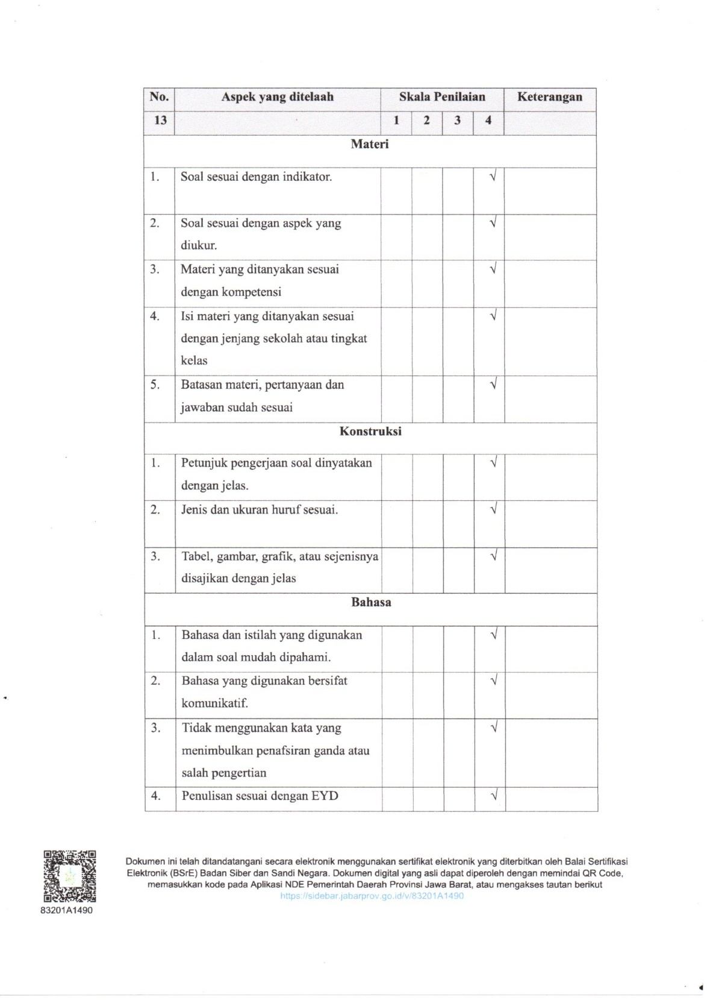 No. Aspek yang ditelaah Skala Penilaian Keterangan
13 1 2 3 4
Materi
1. Soal sesuai dengan indikator. √
2. Soal sesuai dengan aspek yang √
diukur.
3. Materi yang ditanyakan sesuai √
dengan kompetensi
4. Isi materi yang ditanyakan sesuai √
dengan jenjang sekolah atau tingkat
kelas
5. Batasan materi, pertanyaan dan √
jawaban sudah sesuai
Konstruksi
1. Petunjuk pengerjaan soal dinyatakan √
dengan jelas.
2. Jenis dan ukuran huruf sesuai. √
3. Tabel, gambar, grafik, atau sejenisnya √
disajikan dengan jelas
Bahasa
1. Bahasa dan istilah yang digunakan √
dalam soal mudah dipahami.
2. Bahasa yang digunakan bersifat √
komunikatif.
3. Tidak menggunakan kata yang √
menimbulkan penafsiran ganda atau
salah pengertian
4. Penulisan sesuai dengan EYD √
Dokumen ini telah ditandatangani secara elektronik menggunakan sertifikat elektronik yang diterbitkan oleh Balai Sertifikasi
Elektronik (BSrE) Badan Siber dan Sandi Negara. Dokumen digital yang asli dapat diperoleh dengan memindai QR Code,
memasukkan kode pada Aplikasi NDE Pemerintah Daerah Provinsi Jawa Barat, atau mengakses tautan berikut
https://sidebar.jabarprov.go.id/v/83201A1490
83201A1490